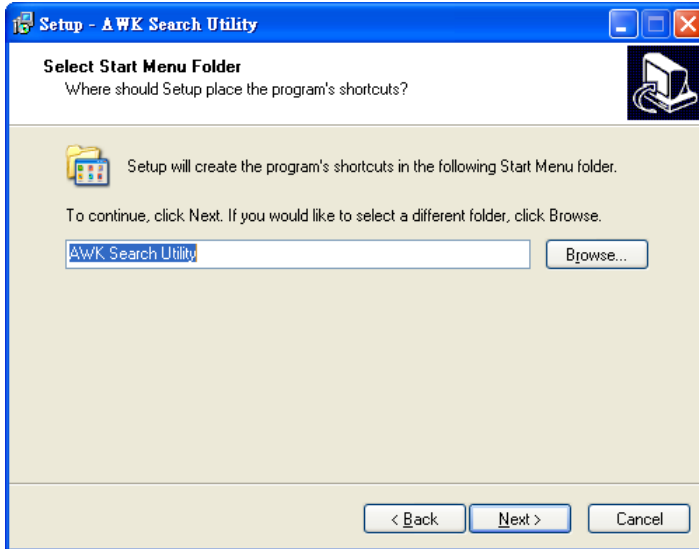 Setup - AWK Search Utility
Select Start Menu Folder
Where should Setup place the program's shortcuts?
Setup will create the program's shortcuts in the following Start Menu folder.
To continue, click Next. If you would like to select a different folder, click Browse.
AWK Search Utility
Browse...
< Back
Next >
Cancel